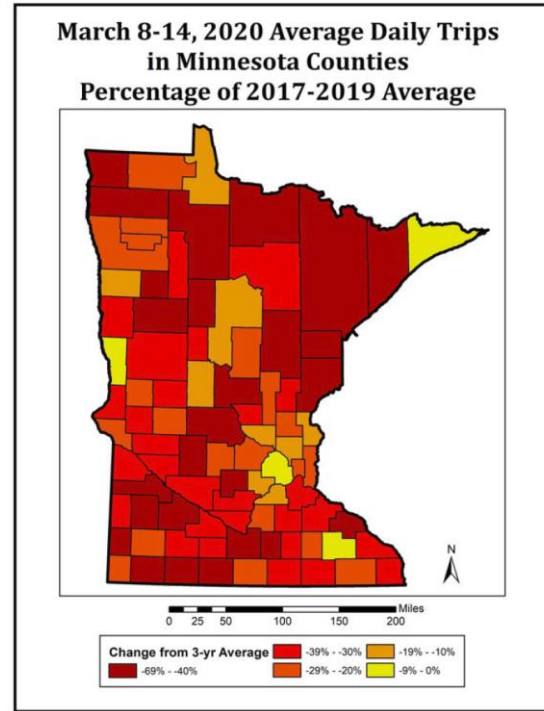 March 8-14, 2020 Average Daily Trips
in Minnesota Counties
Percentage of 2017-2019 Average
N
Miles
0 25 50 100 150 200
Change from 3-yr Average
-69% - -40%
-39% - -30%
-29% - -20%
-19% - -10%
-9% - 0%